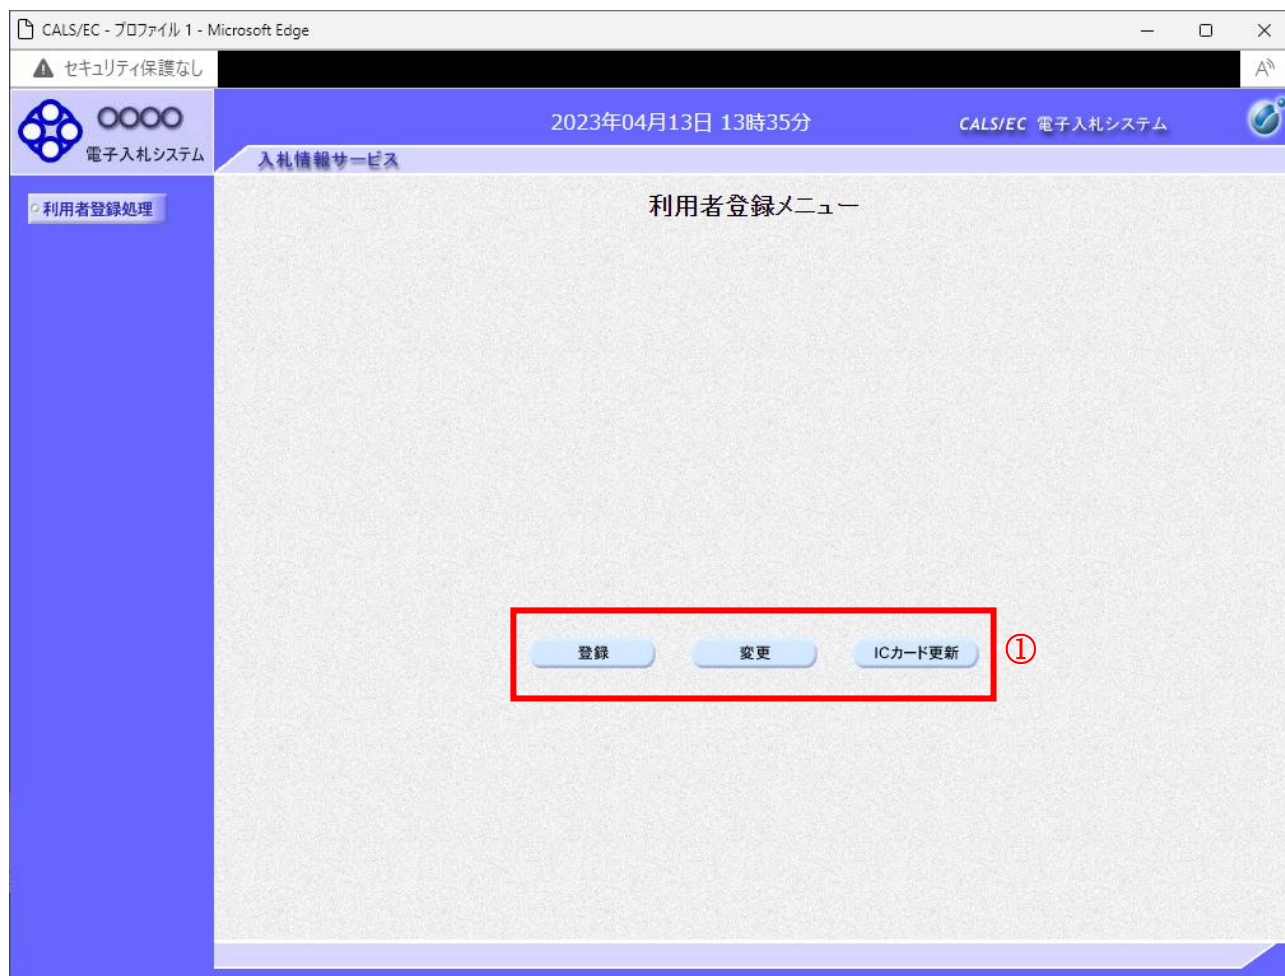 CALS/EC - プロファイル 1 - Microsoft Edge
セキュリティ保護なし
A
〇〇〇〇
電子入札システム
2023年04月13日 13時35分
CALS/EC 電子入札システム
入札情報サービス
利用者登録処理
利用者登録メニュー
登録
変更
ICカード更新
①